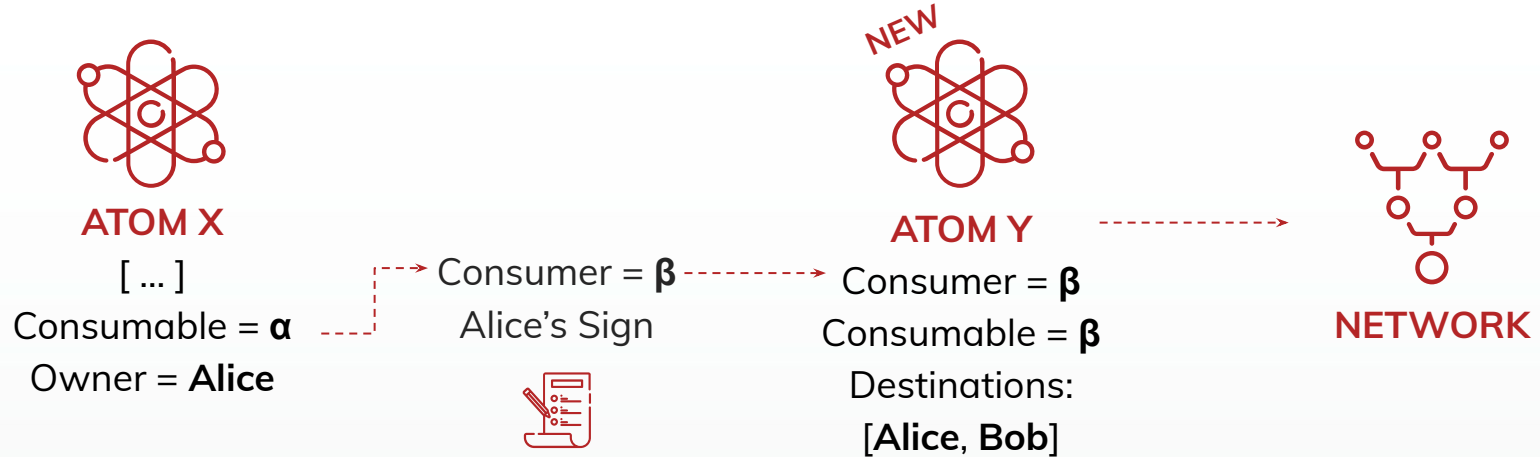 ATOM X
[ ... ]
Consumable = α
Owner = Alice
Consumer = β
Alice’s Sign
NEW
ATOM Y
Consumer = β
Consumable = β
Destinations:
[Alice, Bob]
NETWORK